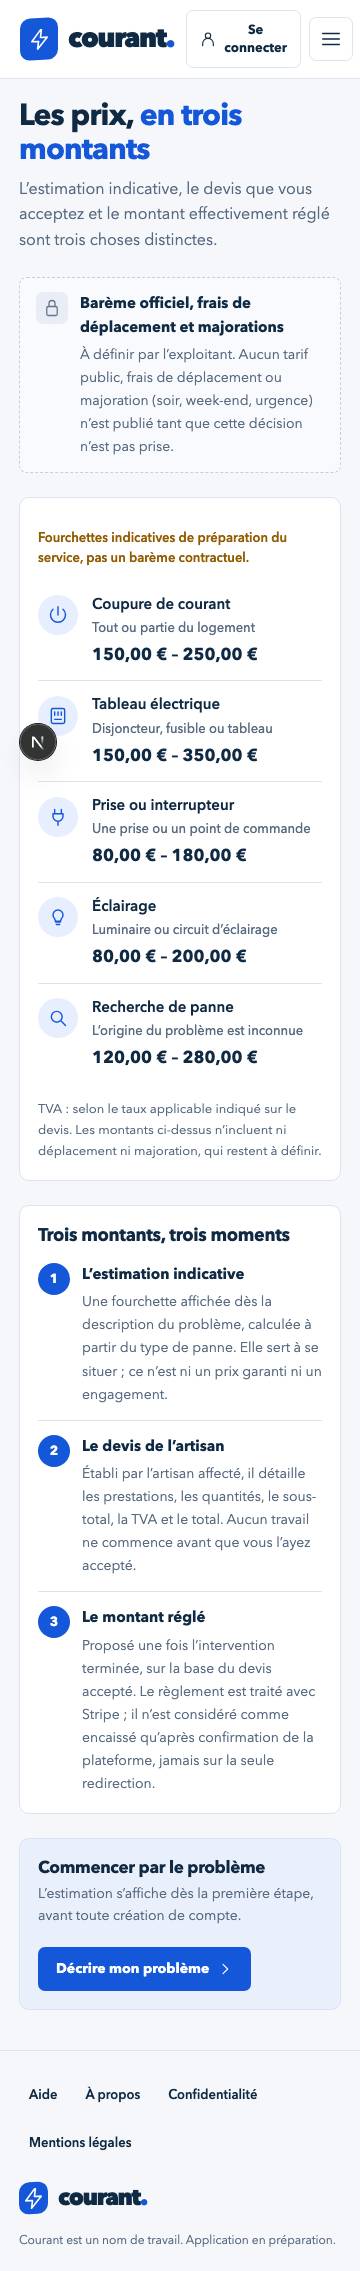 courant.
Se
connecter
Les prix, en trois
montants
L’estimation indicative, le devis que vous
acceptez et le montant effectivement réglé
sont trois choses distinctes.
Barème officiel, frais de
déplacement et majorations
À définir par l’exploitant. Aucun tarif
public, frais de déplacement ou
majoration (soir, week-end, urgence)
n’est publié tant que cette décision
n’est pas prise.
Fourchettes indicatives de préparation du
service, pas un barème contractuel.
Coupure de courant
Tout ou partie du logement
150,00 € – 250,00 €
Tableau électrique
Disjoncteur, fusible ou tableau
150,00 € – 350,00 €
N
Prise ou interrupteur
Une prise ou un point de commande
80,00 € – 180,00 €
Éclairage
Luminaire ou circuit d’éclairage
80,00 € – 200,00 €
Recherche de panne
L’origine du problème est inconnue
120,00 € – 280,00 €
TVA : selon le taux applicable indiqué sur le
devis. Les montants ci-dessus n’incluent ni
déplacement ni majoration, qui restent à définir.
Trois montants, trois moments
1 L’estimation indicative
Une fourchette affichée dès la
description du problème, calculée à
partir du type de panne. Elle sert à se
situer ; ce n’est ni un prix garanti ni un
engagement.
2 Le devis de l’artisan
Établi par l’artisan affecté, il détaille
les prestations, les quantités, le sous-
total, la TVA et le total. Aucun travail
ne commence avant que vous l’ayez
accepté.
3 Le montant réglé
Proposé une fois l’intervention
terminée, sur la base du devis
accepté. Le règlement est traité avec
Stripe ; il n’est considéré comme
encaissé qu’après confirmation de la
plateforme, jamais sur la seule
redirection.
Commencer par le problème
L’estimation s’affiche dès la première étape,
avant toute création de compte.
Décrire mon problème
Aide À propos Confidentialité
Mentions légales
courant.
Courant est un nom de travail. Application en préparation.